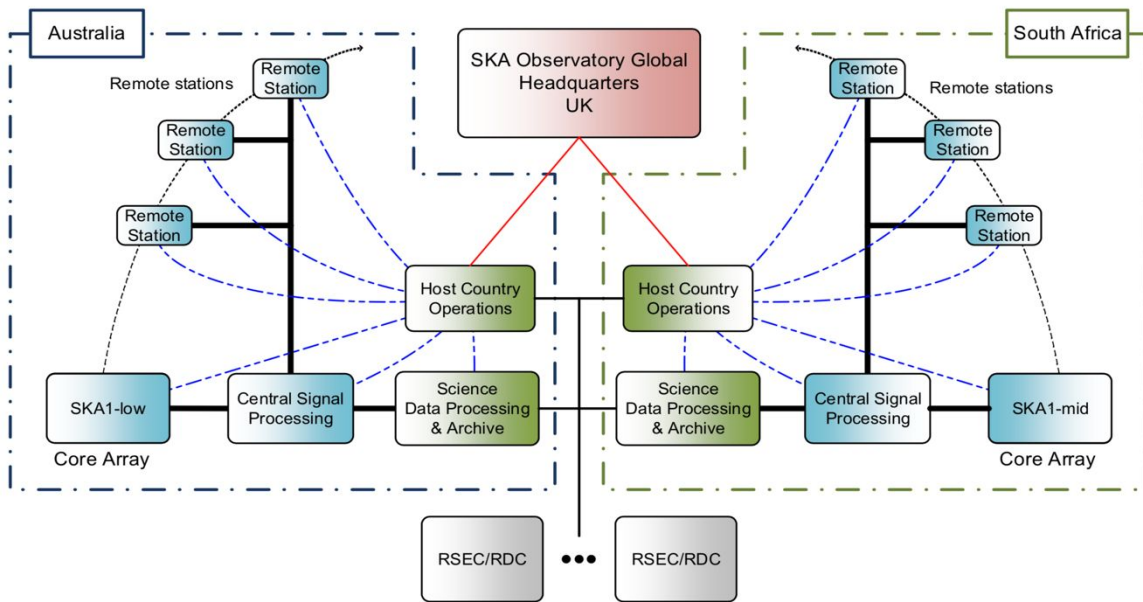 Australia
SKA Observatory Global
Headquarters
UK
South Africa
Remote stations
Remote
Station
Remote
Station
Remote
Station
Remote
Station
Remote stations
Remote
Station
Remote
Station
Host Country
Operations
Host Country
Operations
SKA1-low
Core Array
Central Signal
Processing
Science
Data Processing
& Archive
Science
Data Processing
& Archive
Central Signal
Processing
SKA1-mid
Core Array
RSEC/RDC
RSEC/RDC